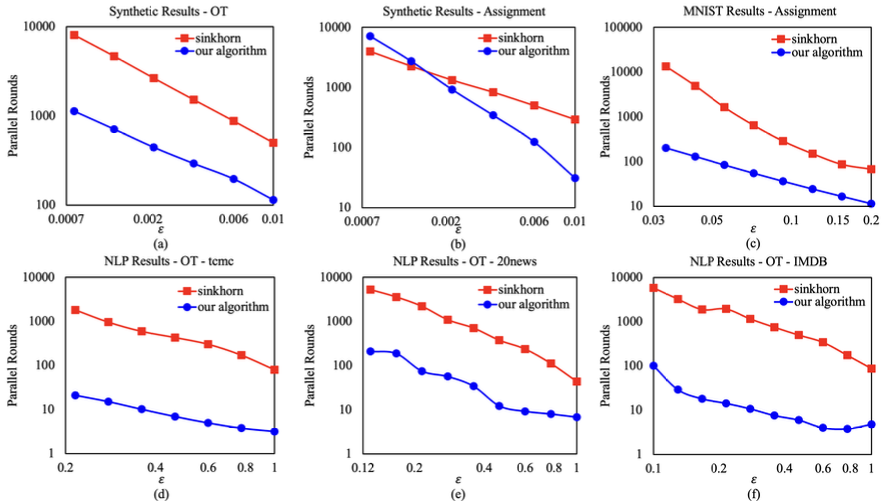 Synthetic Results - OT
10000
1000
100
Parallel Rounds
sinkhorn
our algorithm
0.0007
0.002
0.006
0.01
ε
(a)
Synthetic Results - Assignment
10000
1000
100
10
Parallel Rounds
sinkhorn
our algorithm
0.0007
0.002
0.006
0.01
ε
(b)
MNIST Results - Assignment
100000
10000
1000
100
10
Parallel Rounds
sinkhorn
our algorithm
0.03
0.05
0.1
0.15
0.2
ε
(c)
NLP Results - OT - tcmc
10000
1000
100
10
1
Parallel Rounds
sinkhorn
our algorithm
0.2
0.4
0.6
0.8
1
ε
(d)
NLP Results - OT - 20news
10000
1000
100
10
1
Parallel Rounds
sinkhorn
our algorithm
0.12
0.2
0.4
0.6
0.8
1
ε
(e)
NLP Results - OT - IMDB
10000
1000
100
10
1
Parallel Rounds
sinkhorn
our algorithm
0.1
0.2
0.4
0.6
0.8
1
ε
(f)